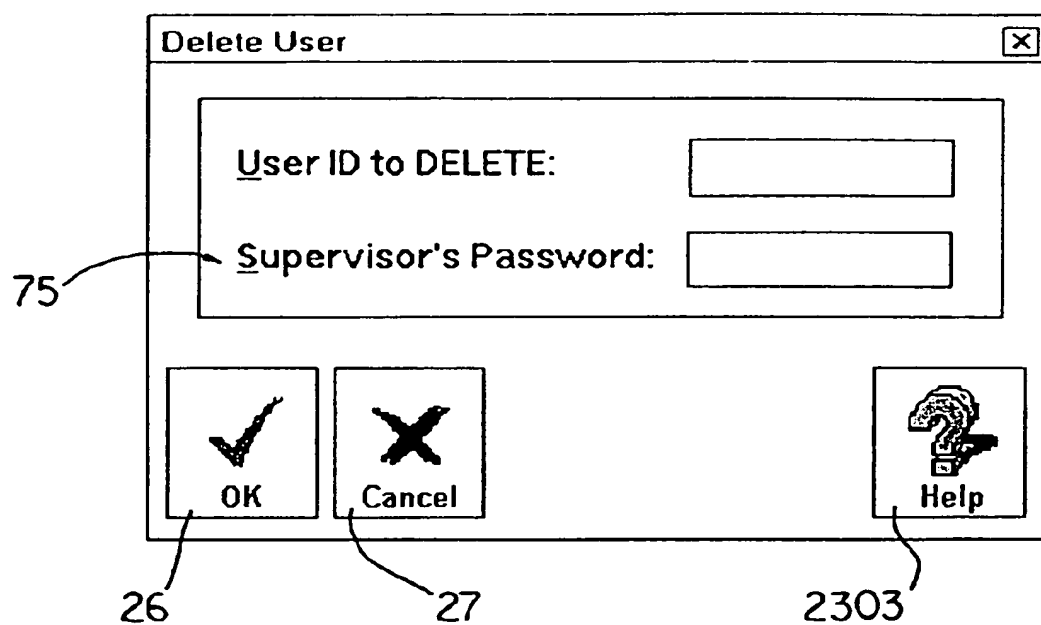 Delete User
User ID to DELETE:
Supervisor's Password:
75
OK
Cancel
Help
26
27
2303